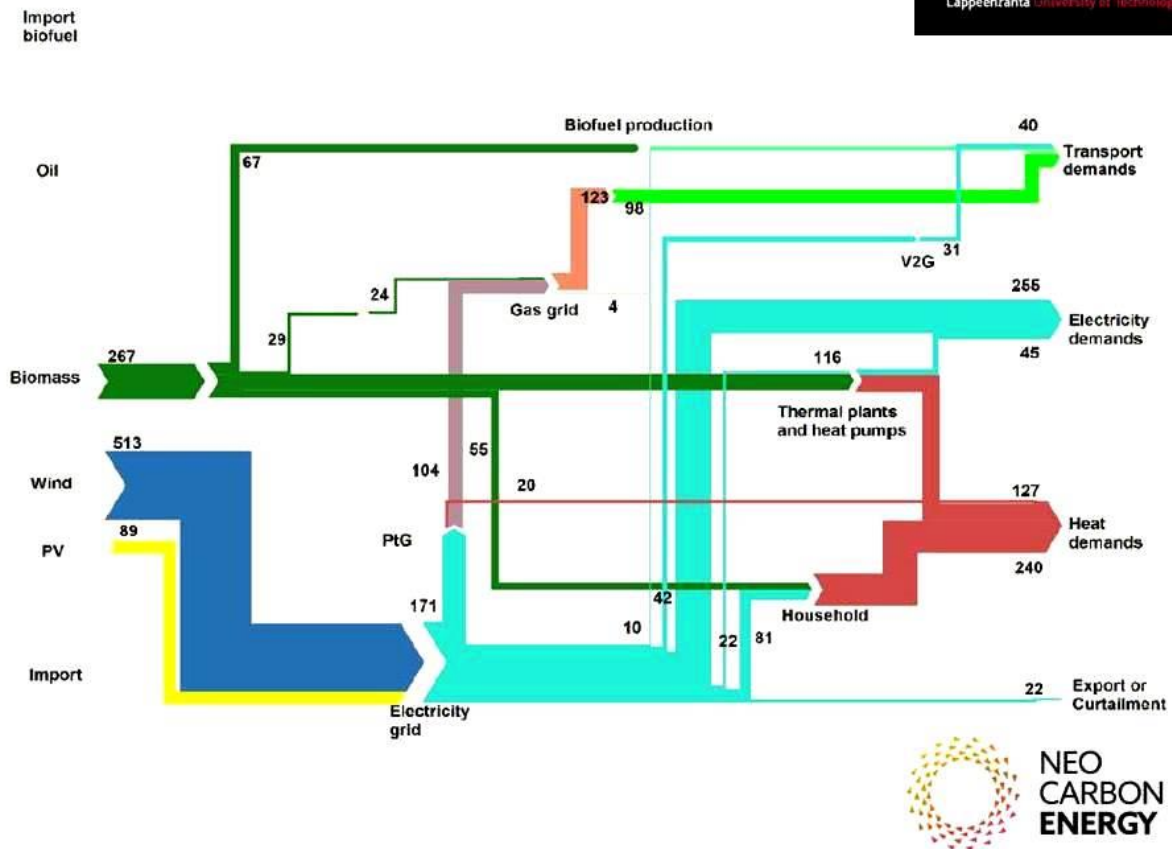 Import
biofuel
Lappeenranta University of Technology
Biofuel production
40
Transport
demands
Oil
67
123
98
31
V2G
24
Gas grid
4
255
Electricity
demands
45
29
267
Biomass
116
Thermal plants
and heat pumps
513
Wind
55
104
20
127
Heat
demands
240
89
PV
PtG
171
42
10
22
81
Household
Import
Electricity
grid
22
Export or
Curtailment
NEO
CARBON
ENERGY